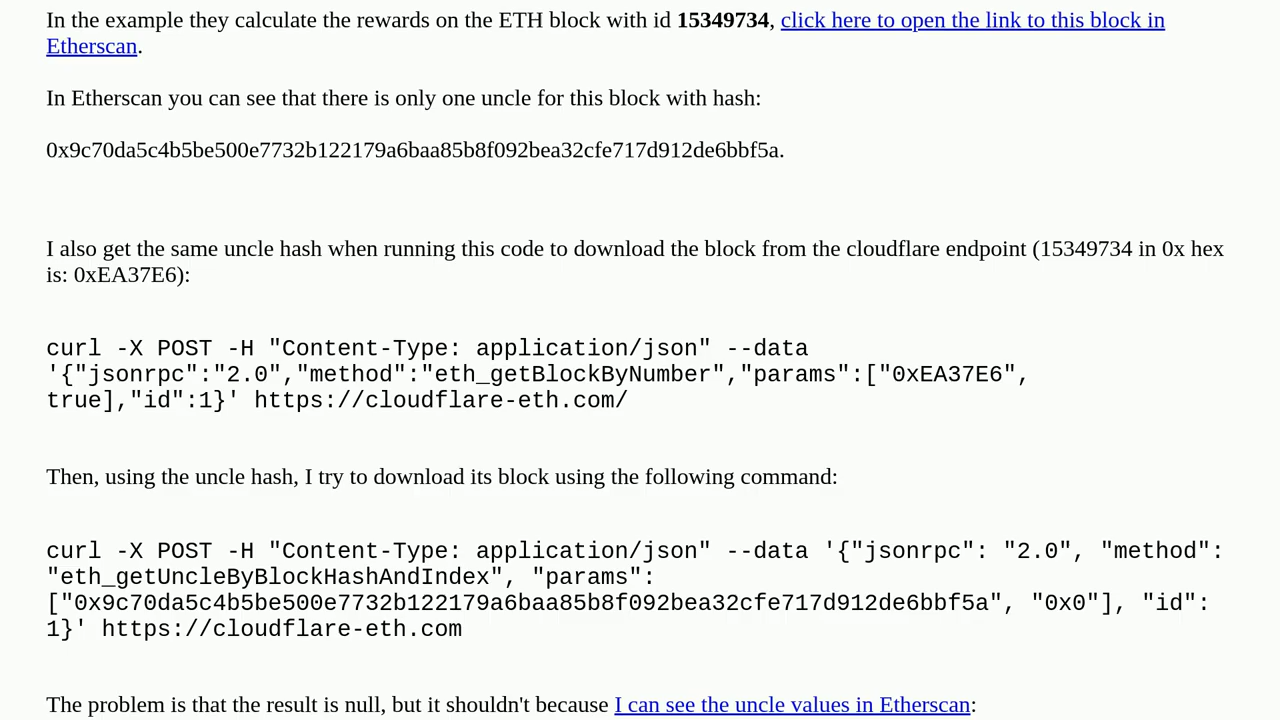 In the example they calculate the rewards on the ETH block with id 15349734, click here to open the link to this block in
Etherscan.
In Etherscan you can see that there is only one uncle for this block with hash:
0x9c70da5c4b5be500e7732b122179a6baa85b8f092bea32cfe717d912de6bbf5a.
I also get the same uncle hash when running this code to download the block from the cloudflare endpoint (15349734 in 0x hex
is: 0xEA37E6):
curl -X POST -H "Content-Type: application/json" --data
'{"jsonrpc":"2.0","method":"eth_getBlockByNumber","params":["0xEA37E6",
true],"id":1}' https://cloudflare-eth.com/
Then, using the uncle hash, I try to download its block using the following command:
curl -X POST -H "Content-Type: application/json" --data '{"jsonrpc": "2.0", "method":
"eth_getUncleByBlockHashAndIndex", "params":
["0x9c70da5c4b5be500e7732b122179a6baa85b8f092bea32cfe717d912de6bbf5a", "0x0"], "id":
1}' https://cloudflare-eth.com
The problem is that the result is null, but it shouldn't because I can see the uncle values in Etherscan: